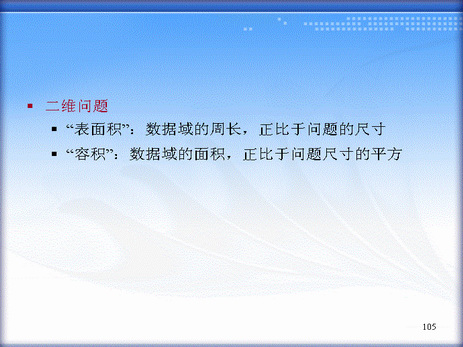 二维问题
“表面积”：数据域的周长，正比于问题的尺寸
“容积”：数据域的面积，正比于问题尺寸的平方
105